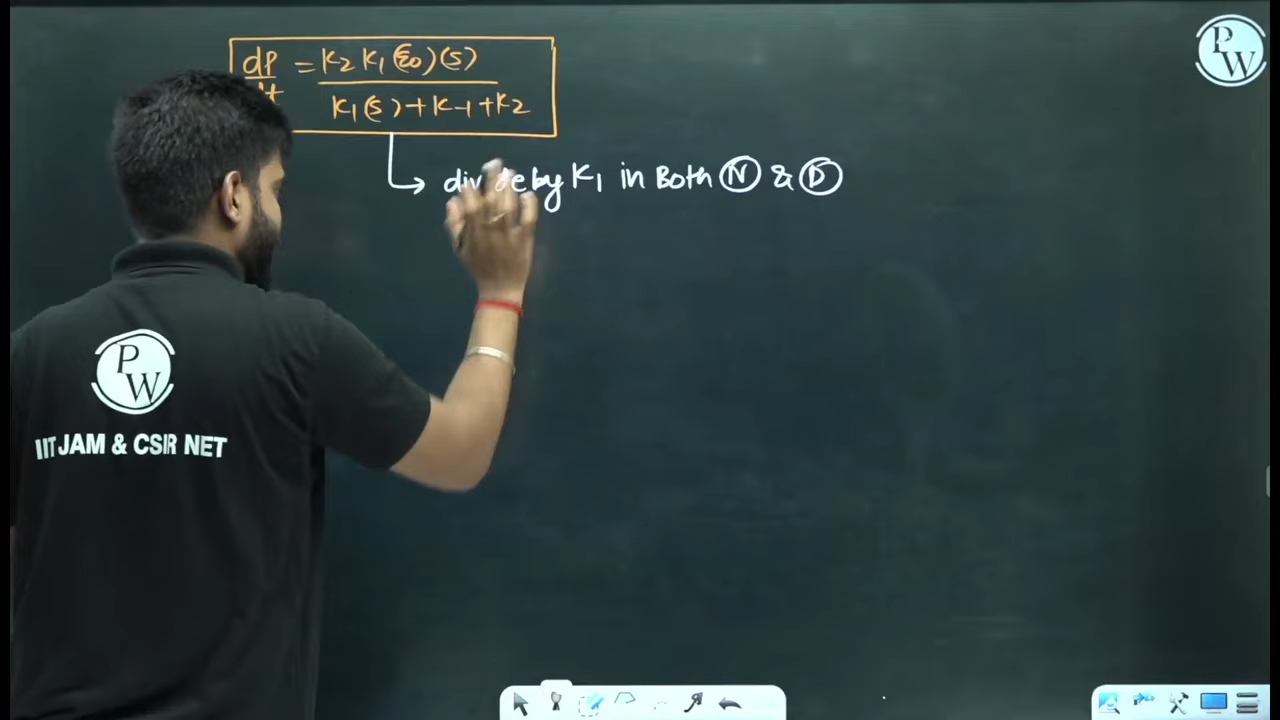 dP = K2 K1 (E0) (S)
dt K1 (S) + K-1 + K2
divide by K1 in Both N & D
PW
PW
IIT JAM & CSIR NET